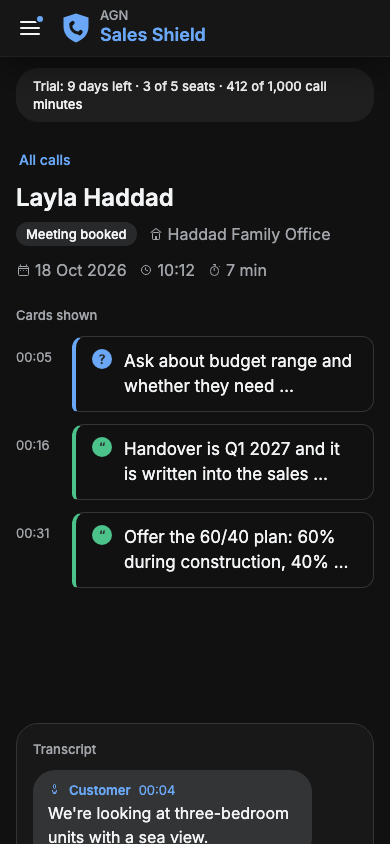 AGN
Sales Shield
Trial: 9 days left · 3 of 5 seats · 412 of 1,000 call
minutes
All calls
Layla Haddad
Meeting booked
Haddad Family Office
18 Oct 2026
10:12
7 min
Cards shown
00:05
Ask about budget range and
whether they need ...
00:16
Handover is Q1 2027 and it
is written into the sales ...
00:31
Offer the 60/40 plan: 60%
during construction, 40% ...
Transcript
Customer 00:04
We're looking at three-bedroom
units with a sea view.